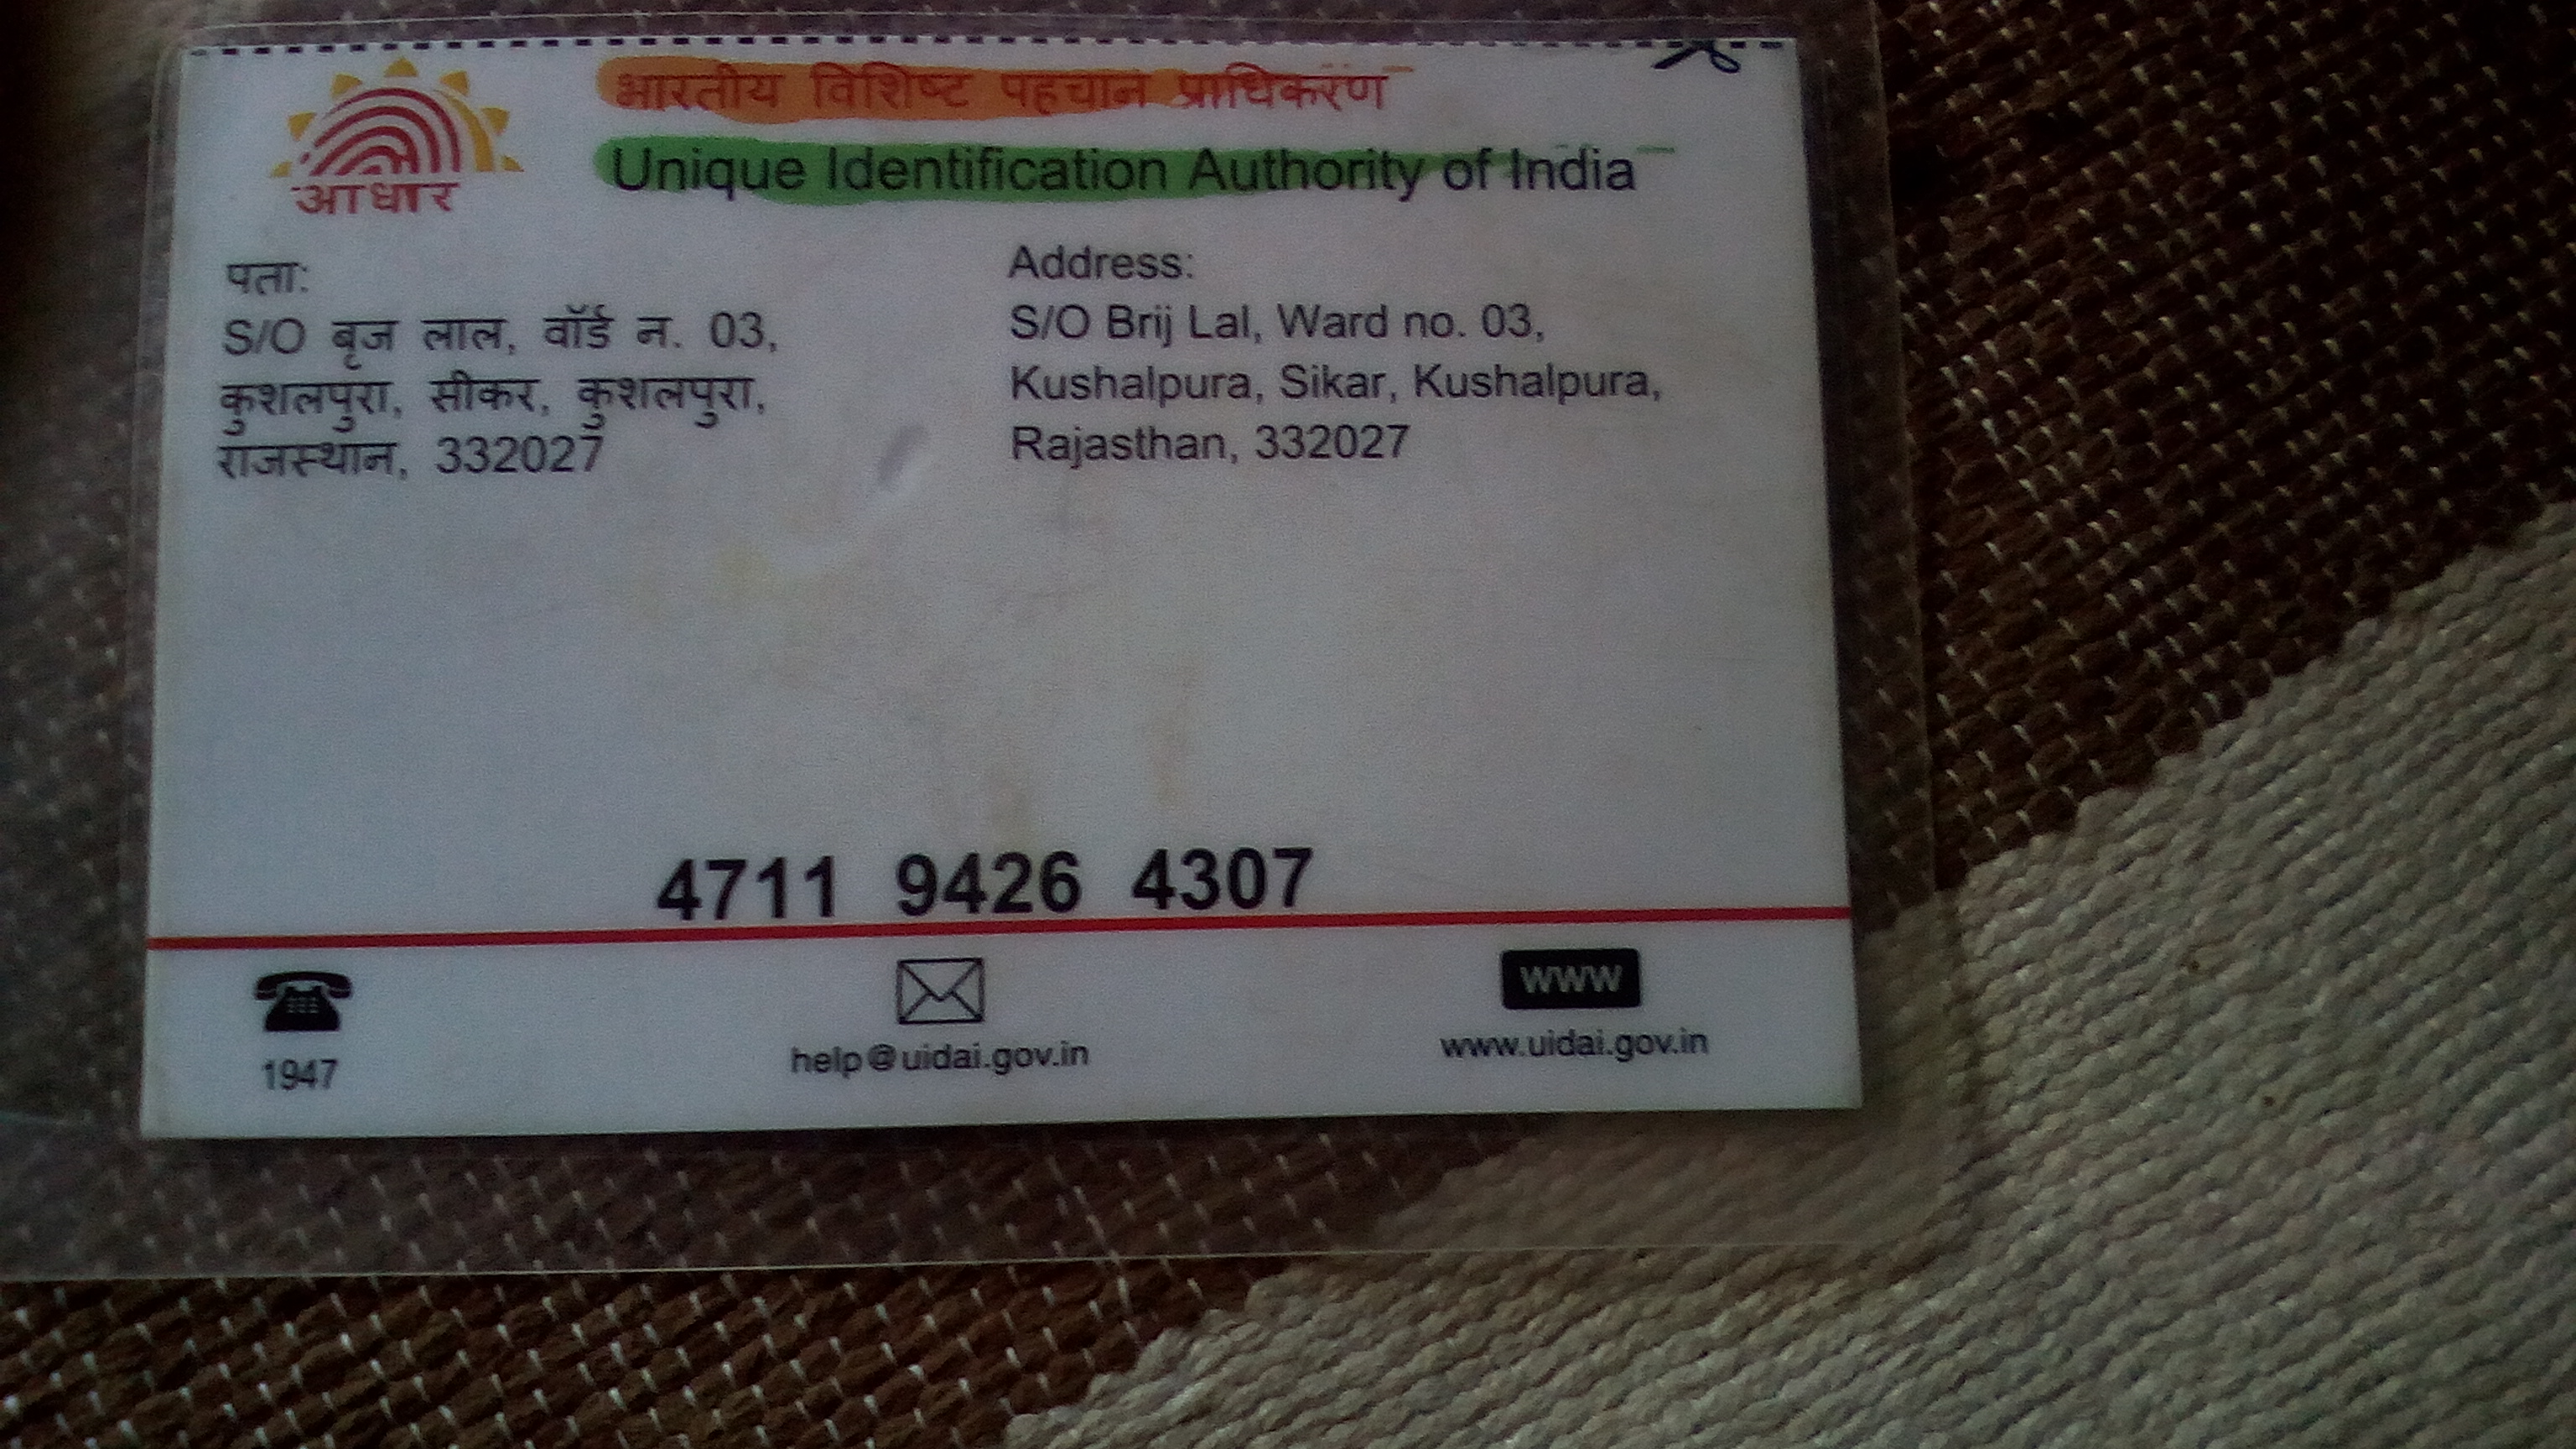 भारतीय विशिष्ट पहचान प्राधिकरण
Unique Identification Authority of India
आधार
पता:
S/O बृज लाल, वॉर्ड न. 03,
कुशलपुरा, सीकर, कुशलपुरा,
राजस्थान, 332027
Address:
S/O Brij Lal, Ward no. 03,
Kushalpura, Sikar, Kushalpura,
Rajasthan, 332027
4711 9426 4307
1947
help@uidai.gov.in
www
www.uidai.gov.in